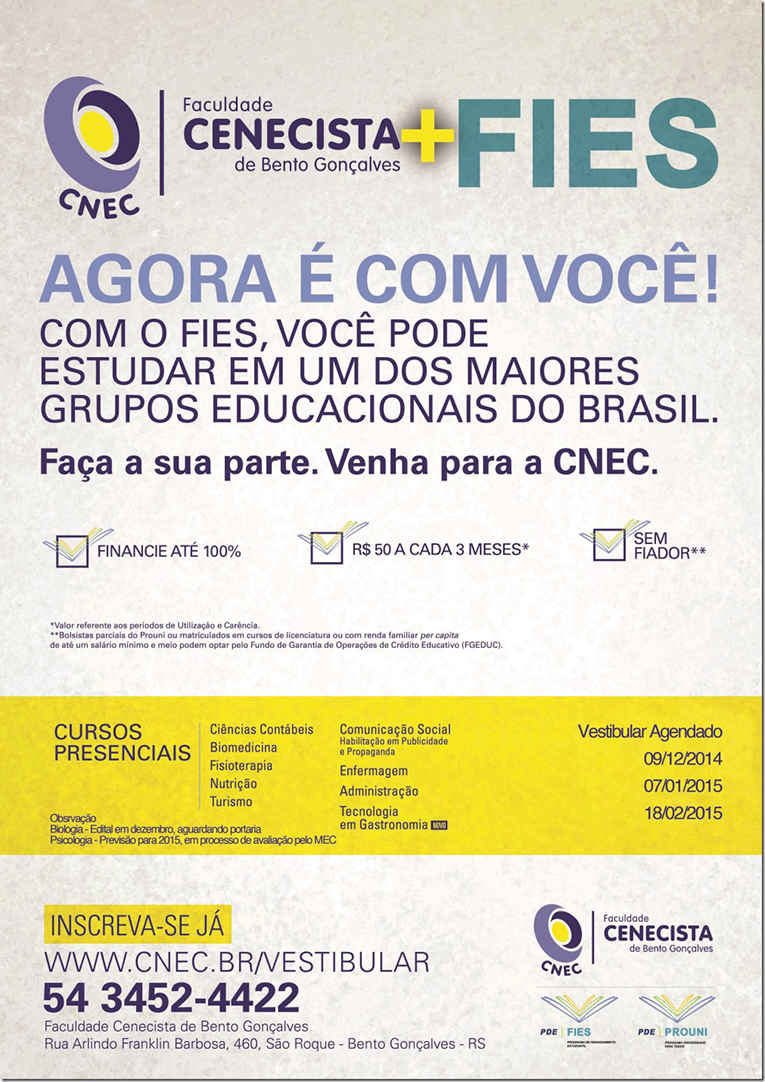 Faculdade
CENECISTA
de Bento Gonçalves
+FIES
CNEC
AGORA É COM VOCÊ!
COM O FIES, VOCÊ PODE
ESTUDAR EM UM DOS MAIORES
GRUPOS EDUCACIONAIS DO BRASIL.
Faça a sua parte. Venha para a CNEC.
FINANCIE ATÉ 100%
R$ 50 A CADA 3 MESES*
SEM
FIADOR**
*Valor referente aos períodos de Utilização e Carência.
**Bolsistas parciais do Prouni ou matriculados em cursos de licenciatura ou com renda familiar per capita
de até um salário mínimo e meio podem optar pelo Fundo de Garantia de Operações de Crédito Educativo (FGEDUC).
CURSOS
PRESENCIAIS
Ciências Contábeis
Biomedicina
Fisioterapia
Nutrição
Turismo
Comunicação Social
Habilitação em Publicidade
e Propaganda
Enfermagem
Administração
Tecnologia
em Gastronomia NOVO
Vestibular Agendado
09/12/2014
07/01/2015
18/02/2015
Obsrvação
Biologia - Edital em dezembro, aguardando portaria
Psicologia - Previsão para 2015, em processo de avaliação pelo MEC
INSCREVA-SE JÁ
WWW.CNEC.BR/VESTIBULAR
54 3452-4422
Faculdade Cenecista de Bento Gonçalves
Rua Arlindo Franklin Barbosa, 460, São Roque - Bento Gonçalves - RS
Faculdade
CENECISTA
de Bento Gonçalves
CNEC
PDE FIES
PROGRAMA DE FINANCIAMENTO
ESTUDANTIL
PDE PROUNI
PROGRAMA UNIVERSIDADE
PARA TODOS